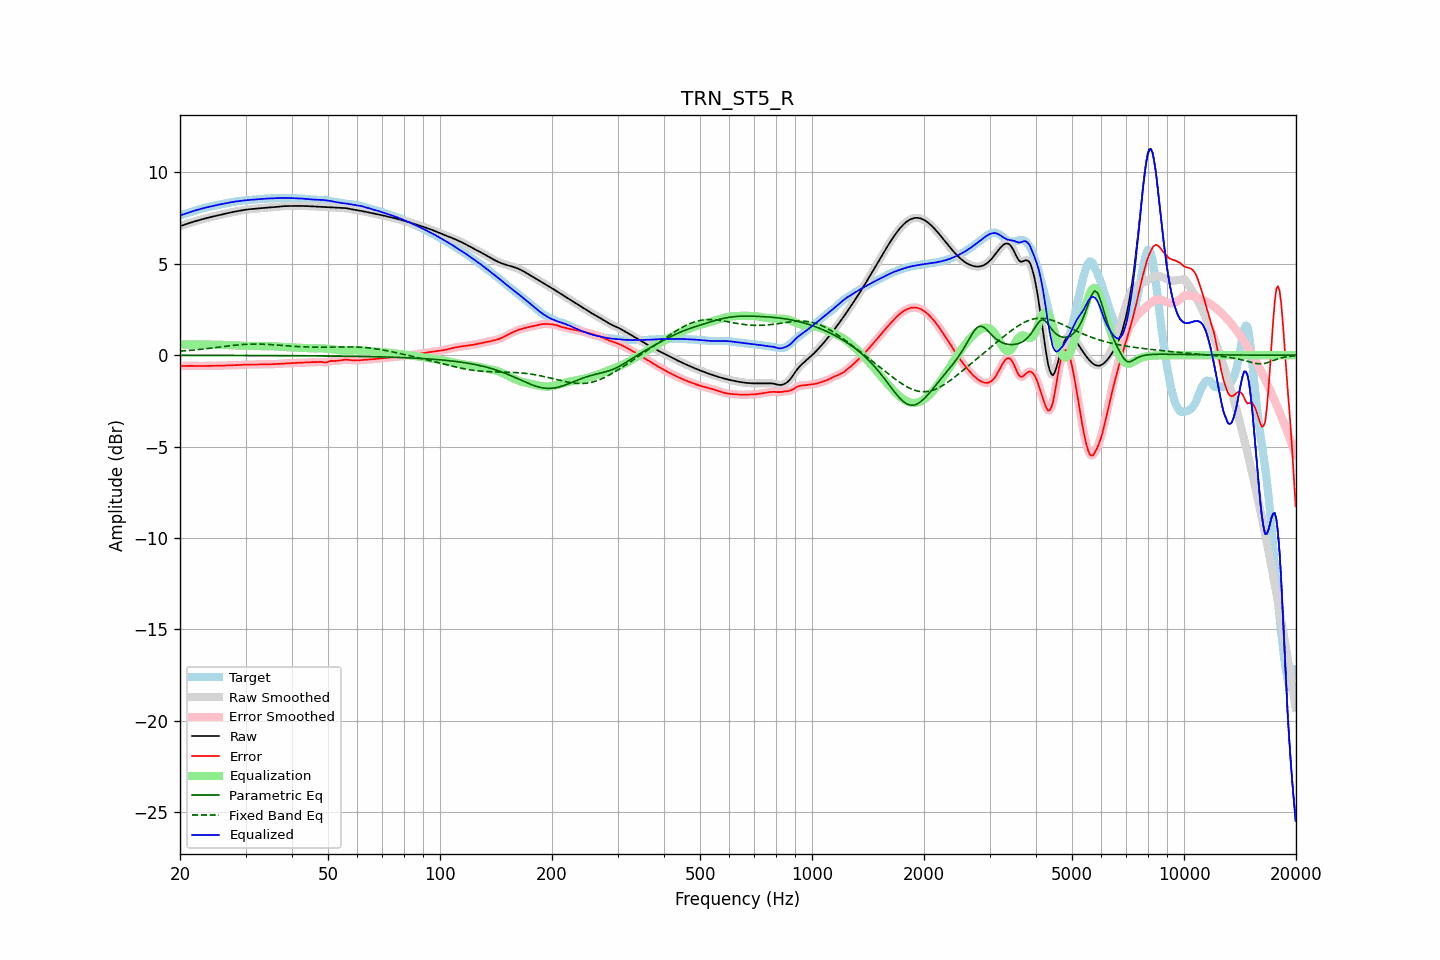 TRN_ST5_R
Amplitude (dBr)
10
5
0
−5
−10
−15
−20
−25
Target
Raw Smoothed
Error Smoothed
Raw
Error
Equalization
Parametric Eq
Fixed Band Eq
Equalized
20
50
100
200
500
1000
2000
5000
10000
20000
Frequency (Hz)